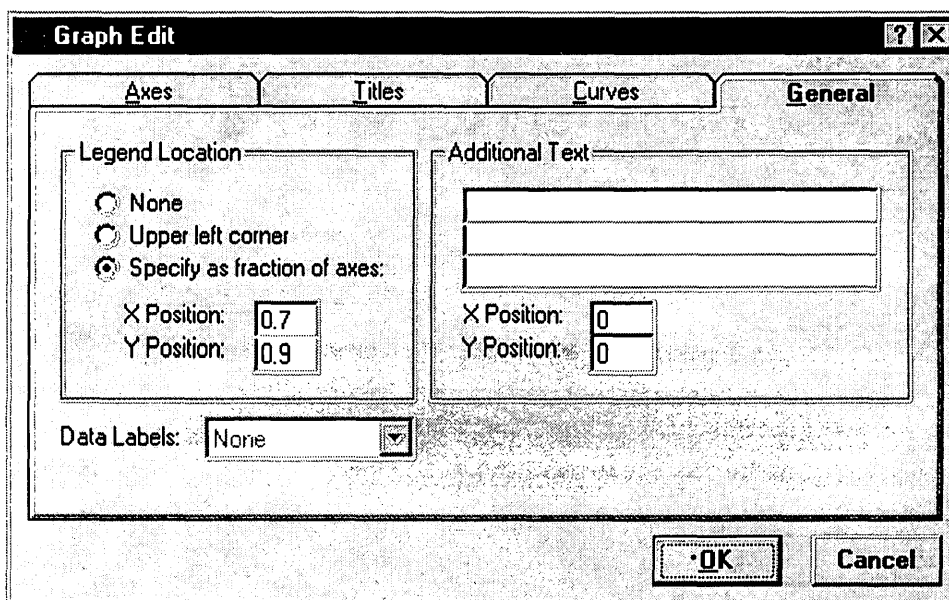 Graph Edit
Axes Titles Curves General
Legend Location
None
Upper left corner
Specify as fraction of axes:
X Position: 0.7
Y Position: 0.9
Additional Text
X Position: 0
Y Position: 0
Data Labels: None
OK Cancel